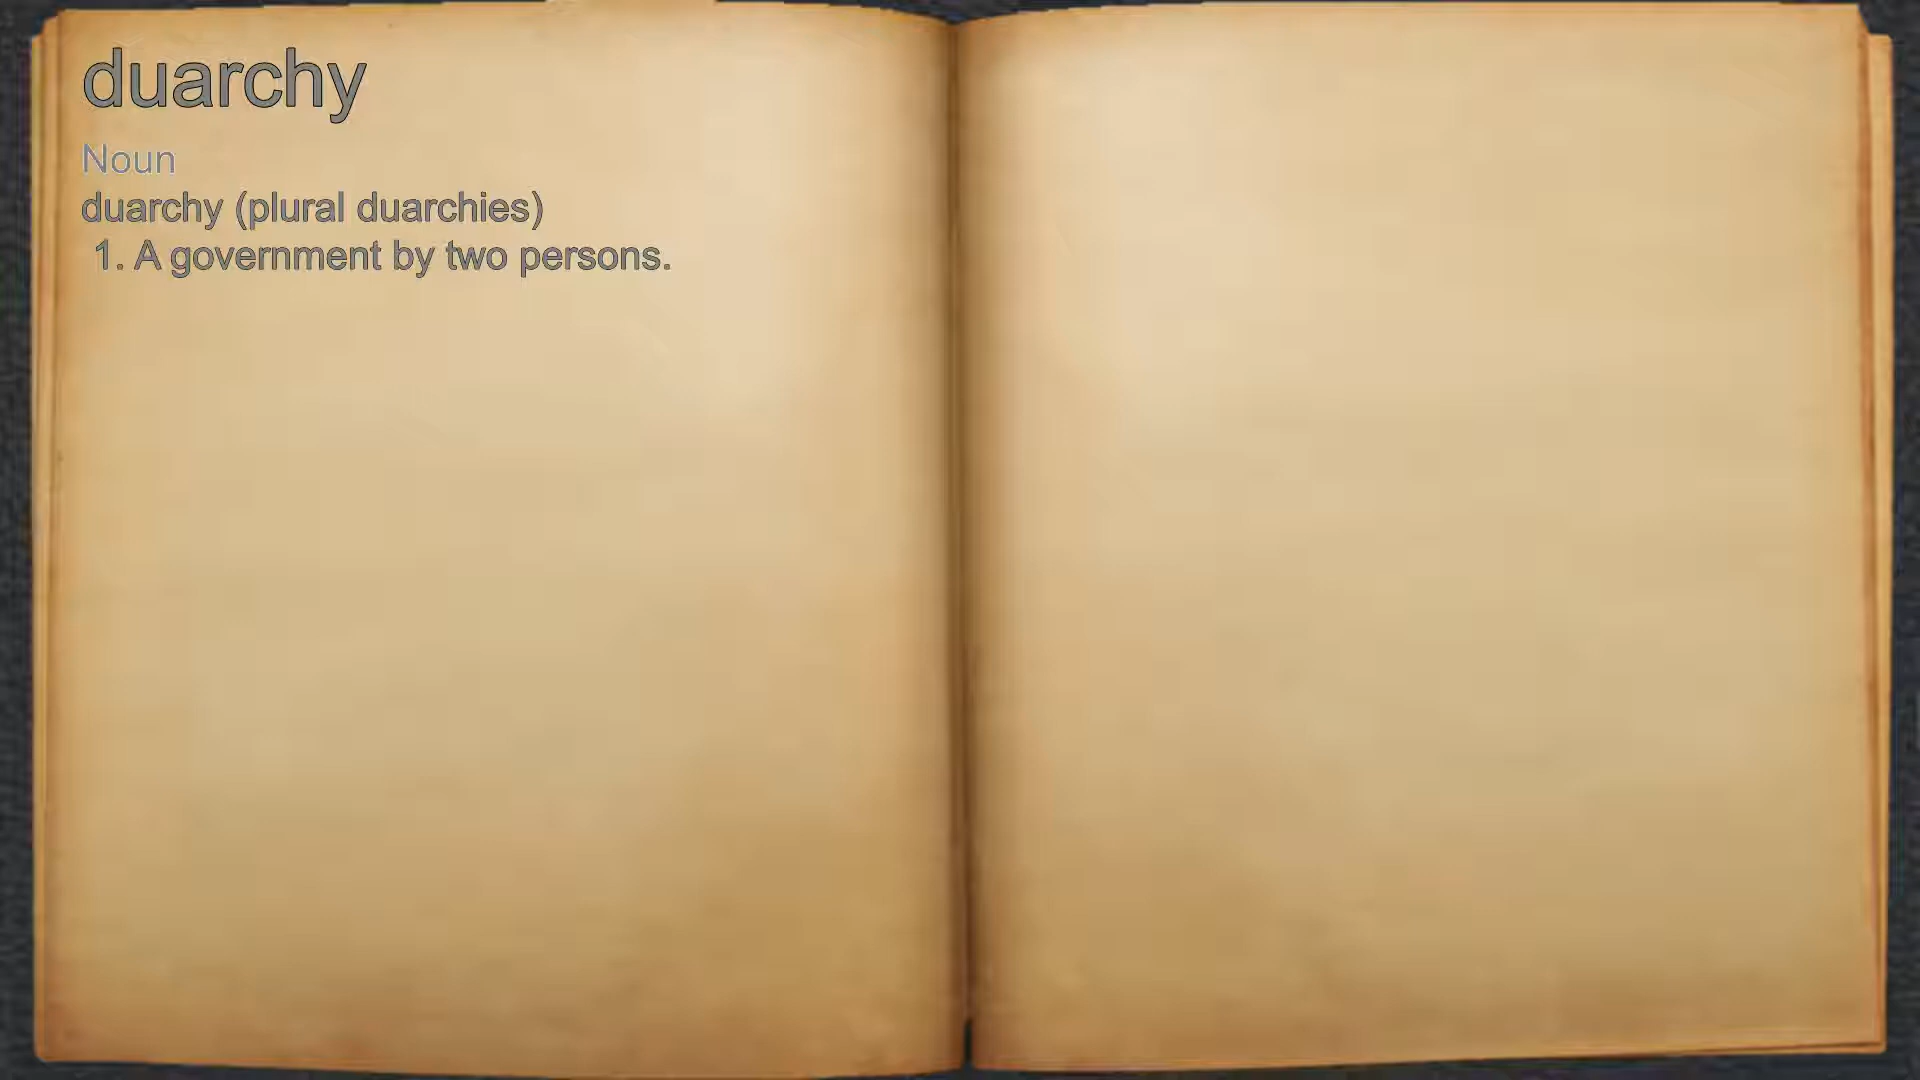 duarchy
Noun
duarchy (plural duarchies)
1. A government by two persons.